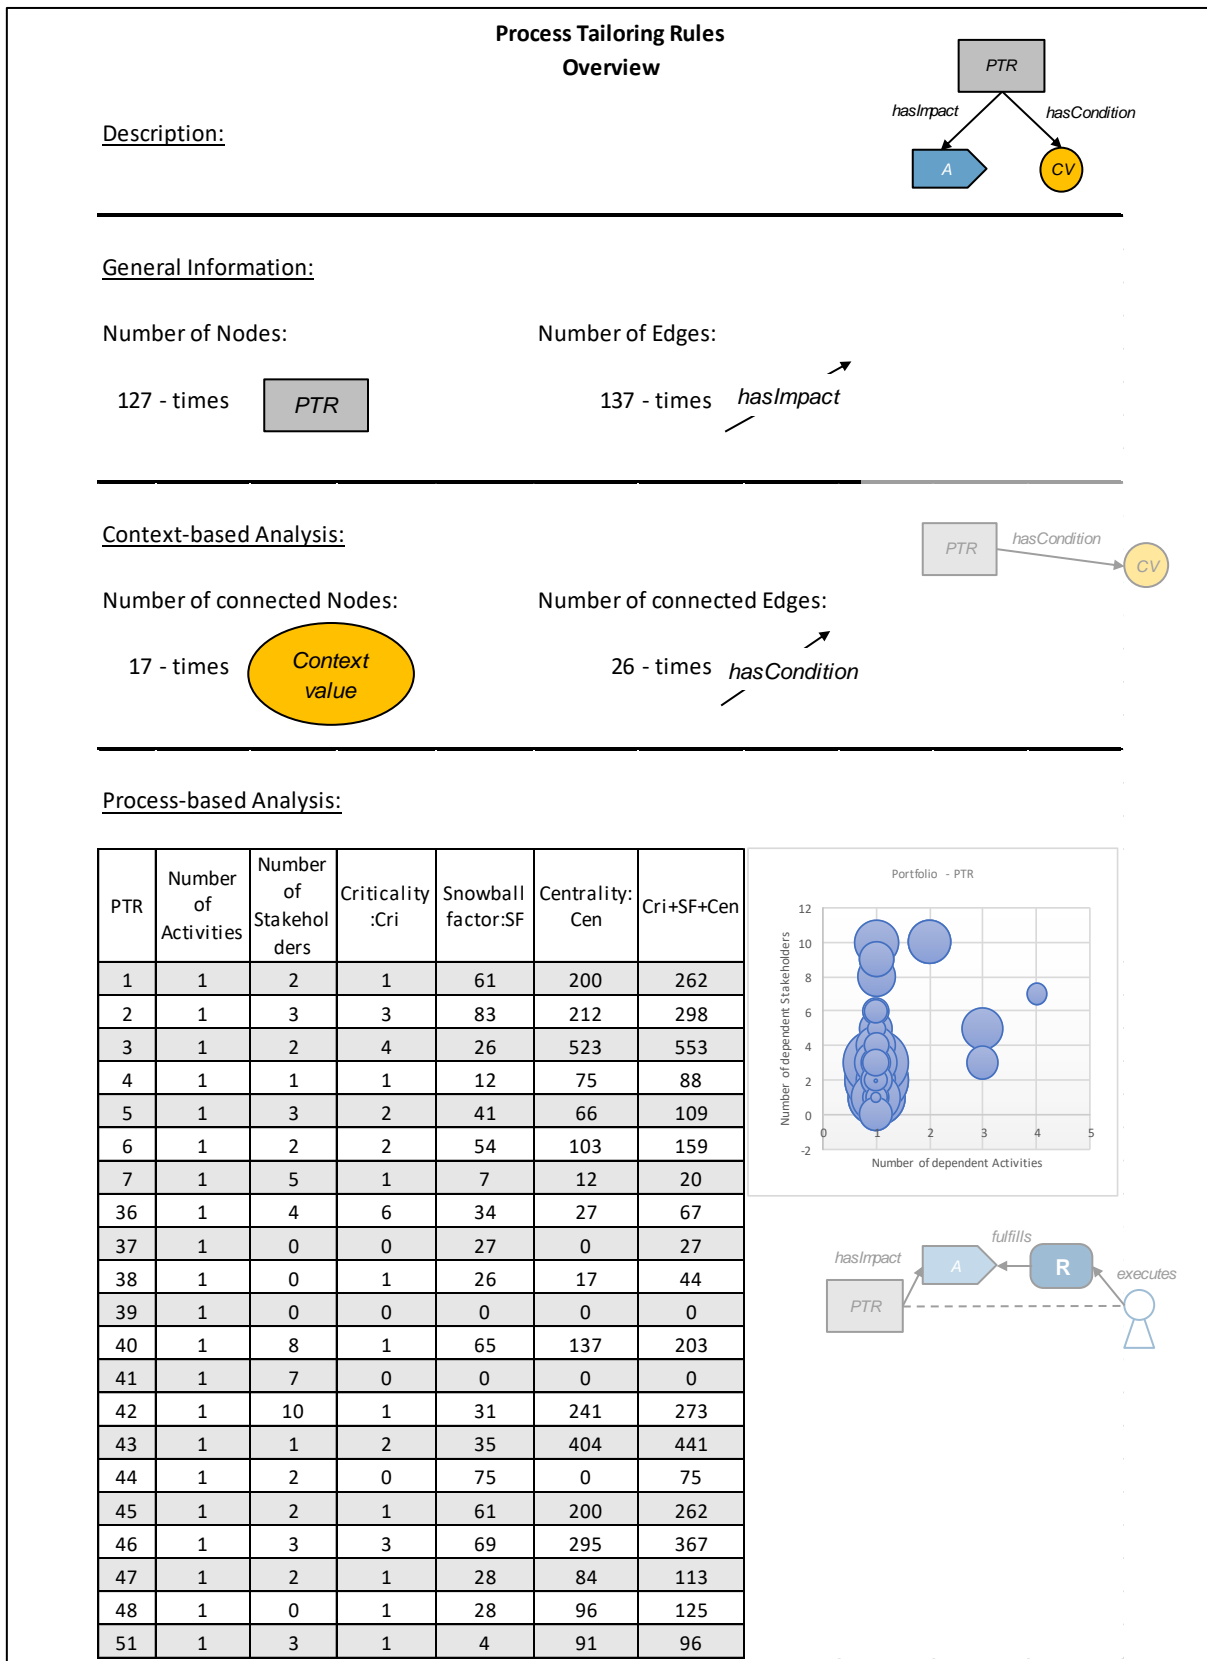 Process Tailoring Rules
Overview
PTR
hasImpact
hasCondition
A
CV
Description:
General Information:
Number of Nodes:
Number of Edges:
127 - times
PTR
137 - times
hasImpact
Context-based Analysis:
PTR
hasCondition
CV
Number of connected Nodes:
Number of connected Edges:
17 - times
Context
value
26 - times
hasCondition
Process-based Analysis:
PTR Number of Activities Number of Stakehol ders Criticality :Cri Snowball factor:SF Centrality: Cen Cri+SF+Cen
1 1 2 1 61 200 262
2 1 3 3 83 212 298
3 1 2 4 26 523 553
4 1 1 1 12 75 88
5 1 3 2 41 66 109
6 1 2 2 54 103 159
7 1 5 1 7 12 20
36 1 4 6 34 27 67
37 1 0 0 27 0 27
38 1 0 1 26 17 44
39 1 0 0 0 0 0
40 1 8 1 65 137 203
41 1 7 0 0 0 0
42 1 10 1 31 241 273
43 1 1 2 35 404 441
44 1 2 0 75 0 75
45 1 2 1 61 200 262
46 1 3 3 69 295 367
47 1 2 1 28 84 113
48 1 0 1 28 96 125
51 1 3 1 4 91 96
Portfolio - PTR
Number of dependent Stakeholders
12
10
8
6
4
2
0
-2
0 1 2 3 4 5
Number of dependent Activities
hasImpact
A
fulfills
R
executes
PTR